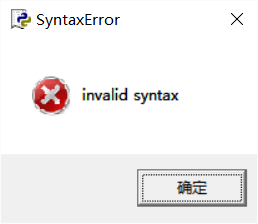 SyntaxError
invalid syntax
确定